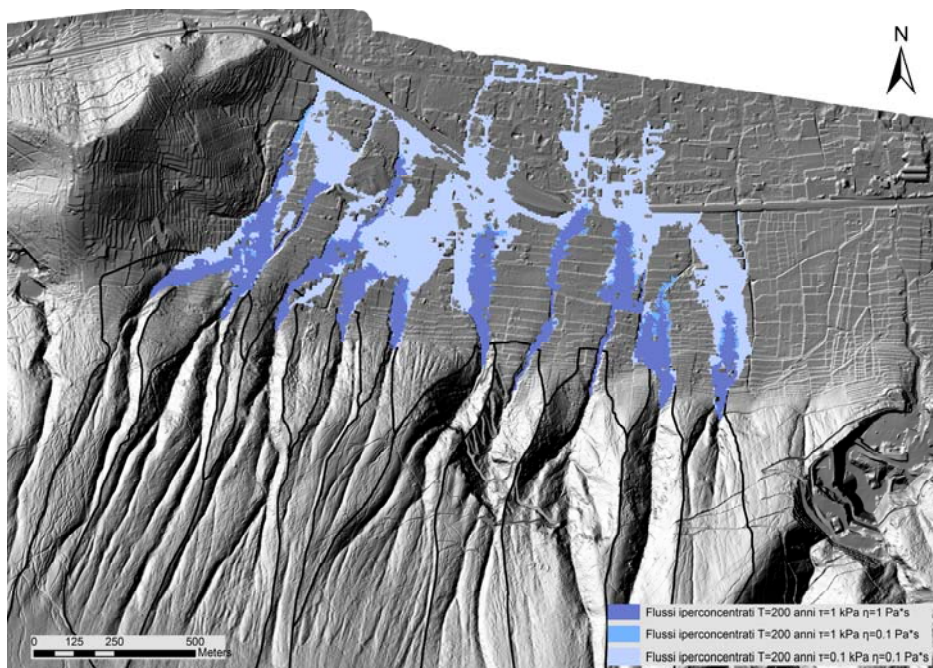 N
Flussi iperconcentrati T=200 anni τ=1 kPa η=1 Pa*s
Flussi iperconcentrati T=200 anni τ=1 kPa η=0.1 Pa*s
Flussi iperconcentrati T=200 anni τ=0.1 kPa η=0.1 Pa*s
0 125 250 500
Meters